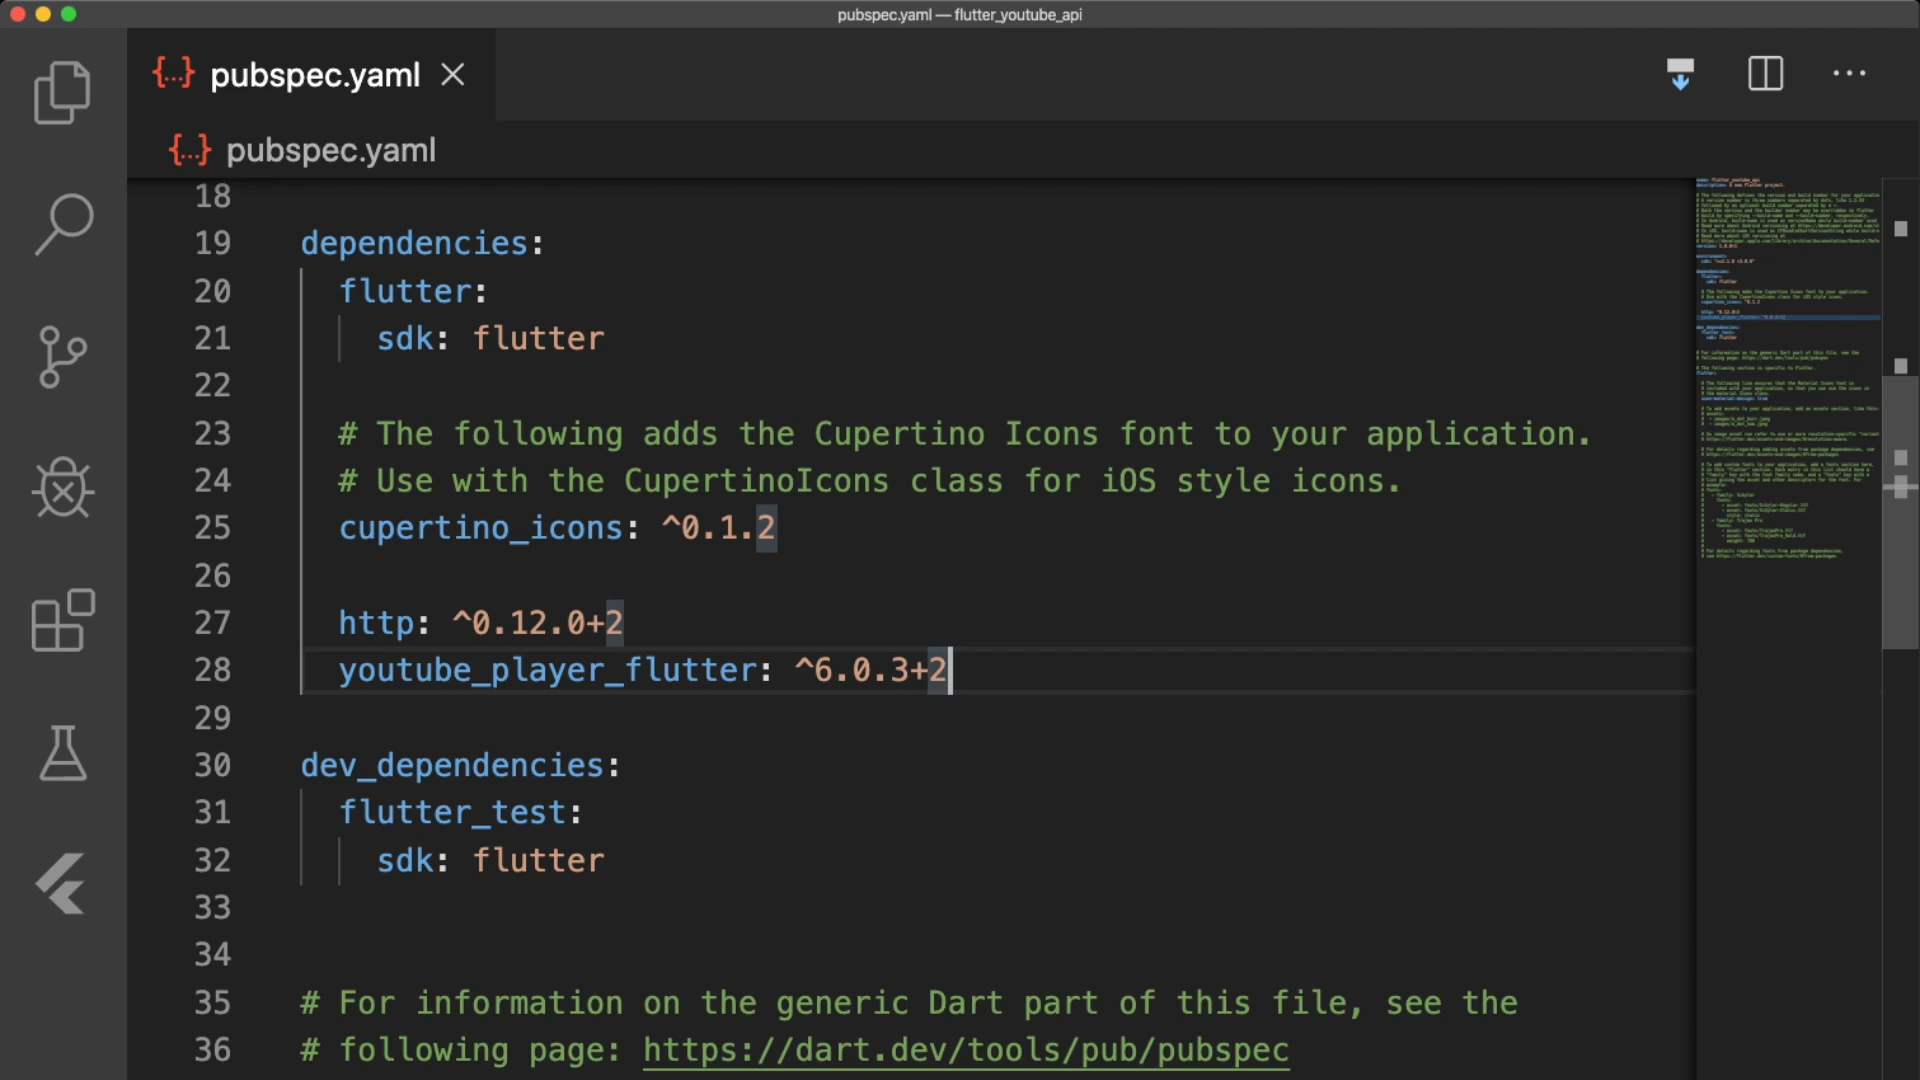 pubspec.yaml — flutter_youtube_api
{...} pubspec.yaml
{...} pubspec.yaml
18
19 dependencies:
20 flutter:
21 sdk: flutter
22
23 # The following adds the Cupertino Icons font to your application.
24 # Use with the CupertinoIcons class for iOS style icons.
25 cupertino_icons: ^0.1.2
26
27 http: ^0.12.0+2
28 youtube_player_flutter: ^6.0.3+2
29
30 dev_dependencies:
31 flutter_test:
32 sdk: flutter
33
34
35 # For information on the generic Dart part of this file, see the
36 # following page: https://dart.dev/tools/pub/pubspec